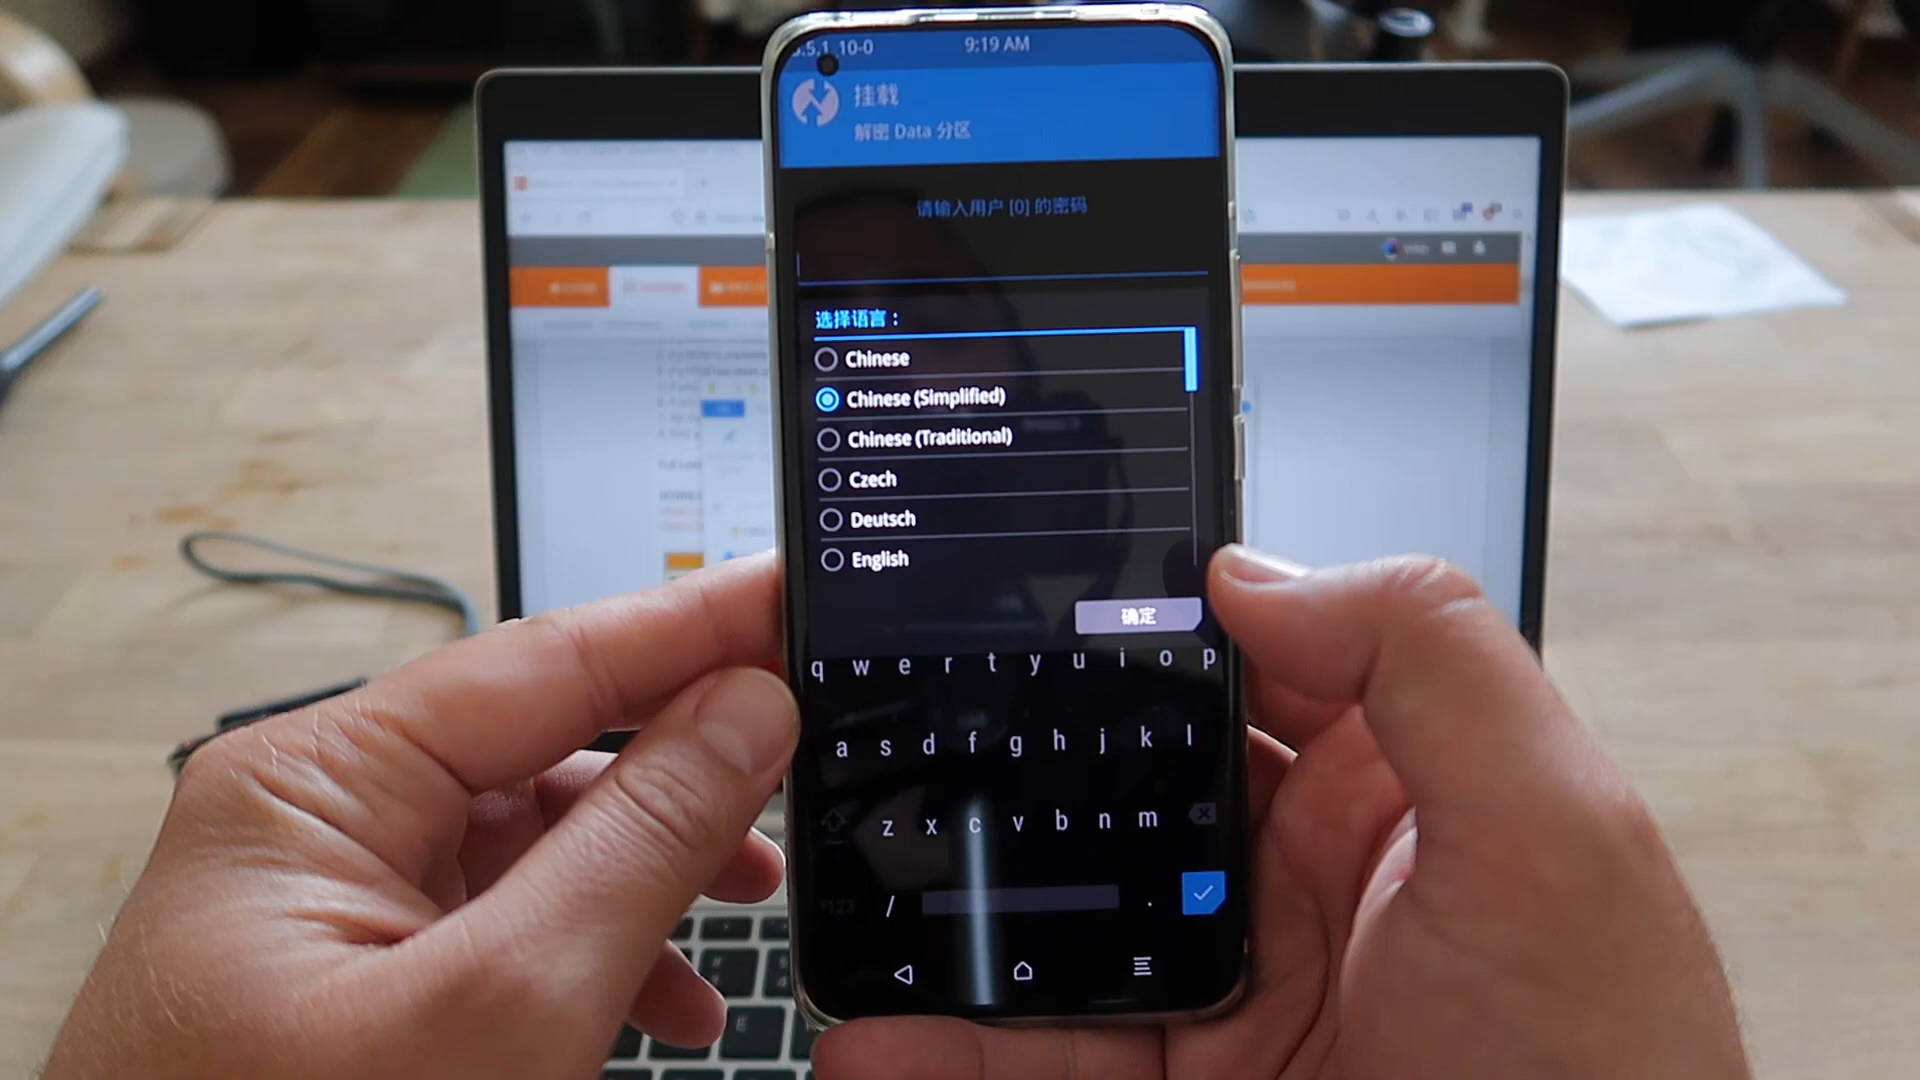 .5.1_10-0 9:19 AM
挂载
解密 Data 分区
请输入用户 [0] 的密码
选择语言：
Chinese
Chinese (Simplified)
Chinese (Traditional)
Czech
Deutsch
English
确定
q w e r t y u i o p
a s d f g h j k l
z x c v b n m
?123 / .
E